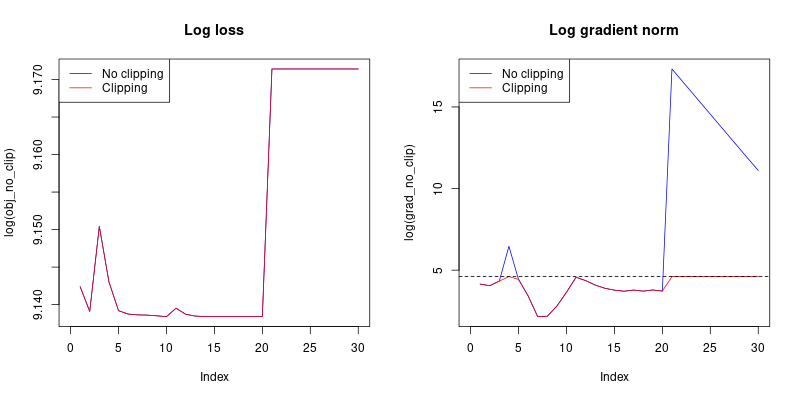 Log loss
No clipping
Clipping
log(obj_no_clip)
9.170
9.160
9.150
9.140
0 5 10 15 20 25 30
Index
Log gradient norm
No clipping
Clipping
log(grad_no_clip)
15
10
5
0 5 10 15 20 25 30
Index